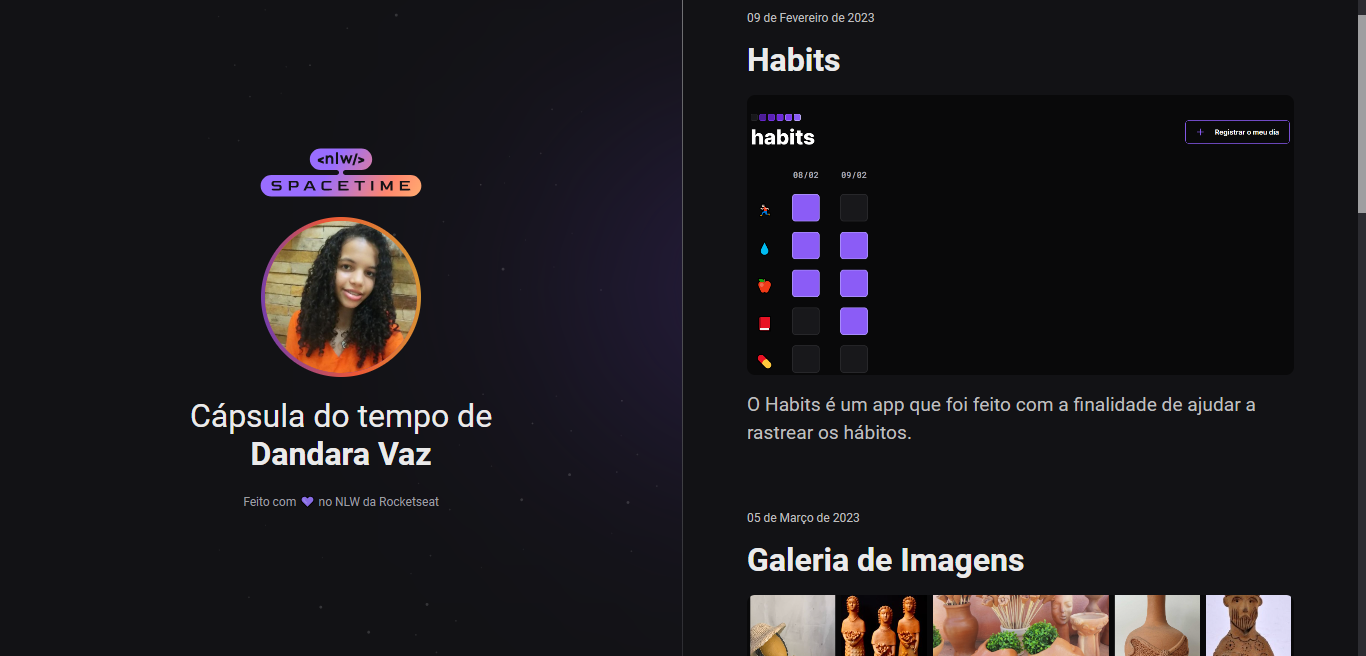 <nlw/>
SPACETIME
Cápsula do tempo de
Dandara Vaz
Feito com 💜 no NLW da Rocketseat
09 de Fevereiro de 2023
Habits
habits
+ Registrar o meu dia
08/02 09/02
O Habits é um app que foi feito com a finalidade de ajudar a
rastrear os hábitos.
05 de Março de 2023
Galeria de Imagens